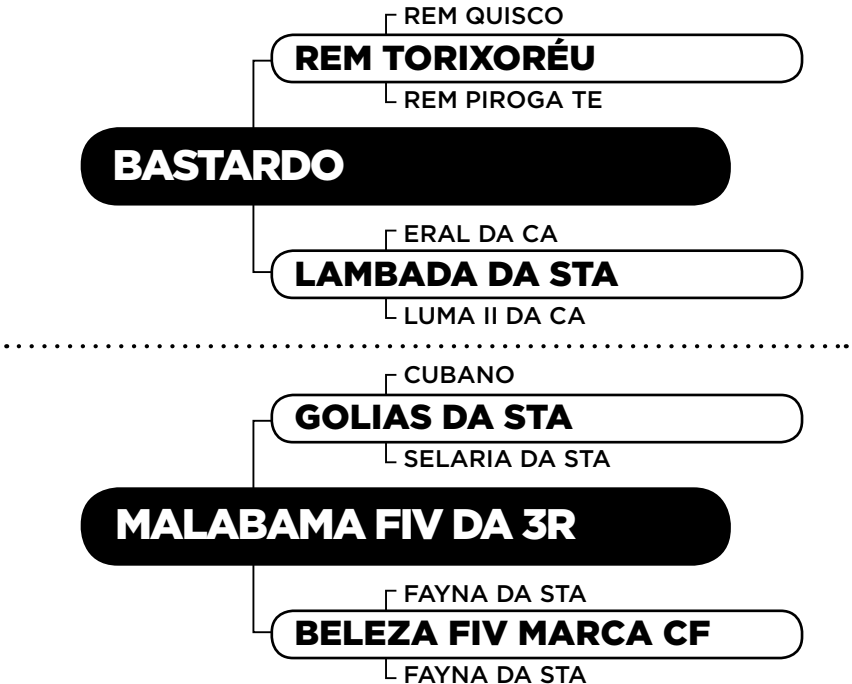 REM QUISCO
REM TORIXORÉU
REM PIROGA TE
BASTARDO
ERAL DA CA
LAMBADA DA STA
LUMA II DA CA
CUBANO
GOLIAS DA STA
SELARIA DA STA
MALABAMA FIV DA 3R
FAYNA DA STA
BELEZA FIV MARCA CF
FAYNA DA STA